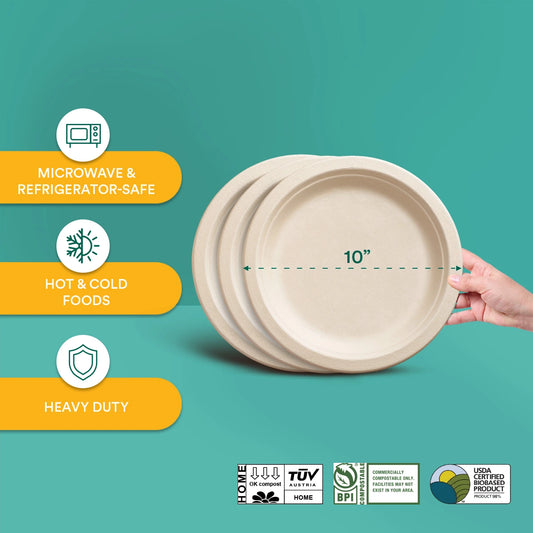 MICROWAVE &
REFRIGERATOR-SAFE
HOT & COLD
FOODS
HEAVY DUTY
10”
HOME
OK compost
TÜV
AUSTRIA
HOME
BPI
COMPOSTABLE
COMMERCIALLY
COMPOSTABLE ONLY.
FACILITIES MAY NOT
EXIST IN YOUR AREA.
USDA
CERTIFIED
BIOBASED
PRODUCT
PRODUCT 98%